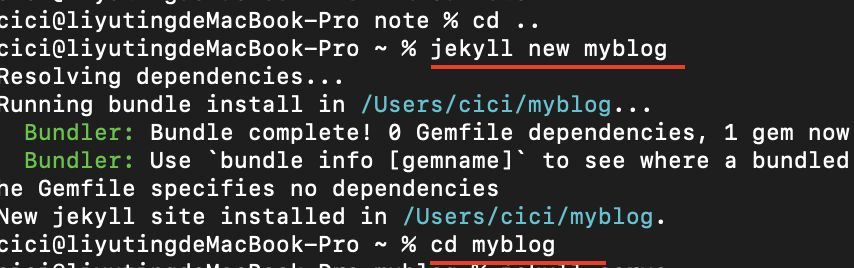 cici@liyutingdeMacBook-Pro note % cd ..
cici@liyutingdeMacBook-Pro ~ % jekyll new myblog
Resolving dependencies...
Running bundle install in /Users/cici/myblog...
Bundler: Bundle complete! 0 Gemfile dependencies, 1 gem now
Bundler: Use `bundle info [gemname]` to see where a bundled
he Gemfile specifies no dependencies
New jekyll site installed in /Users/cici/myblog.
cici@liyutingdeMacBook-Pro ~ % cd myblog